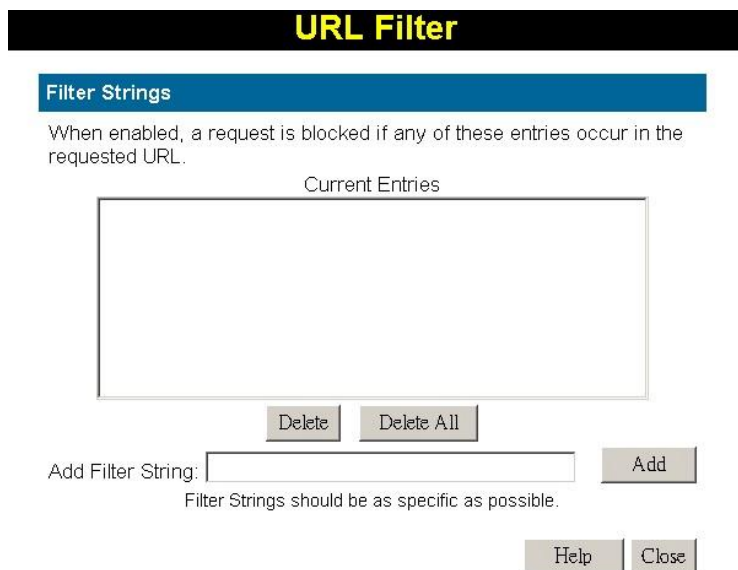 URL Filter
Filter Strings
When enabled, a request is blocked if any of these entries occur in the
requested URL.
Current Entries
Delete Delete All
Add Filter String: Add
Filter Strings should be as specific as possible.
Help Close